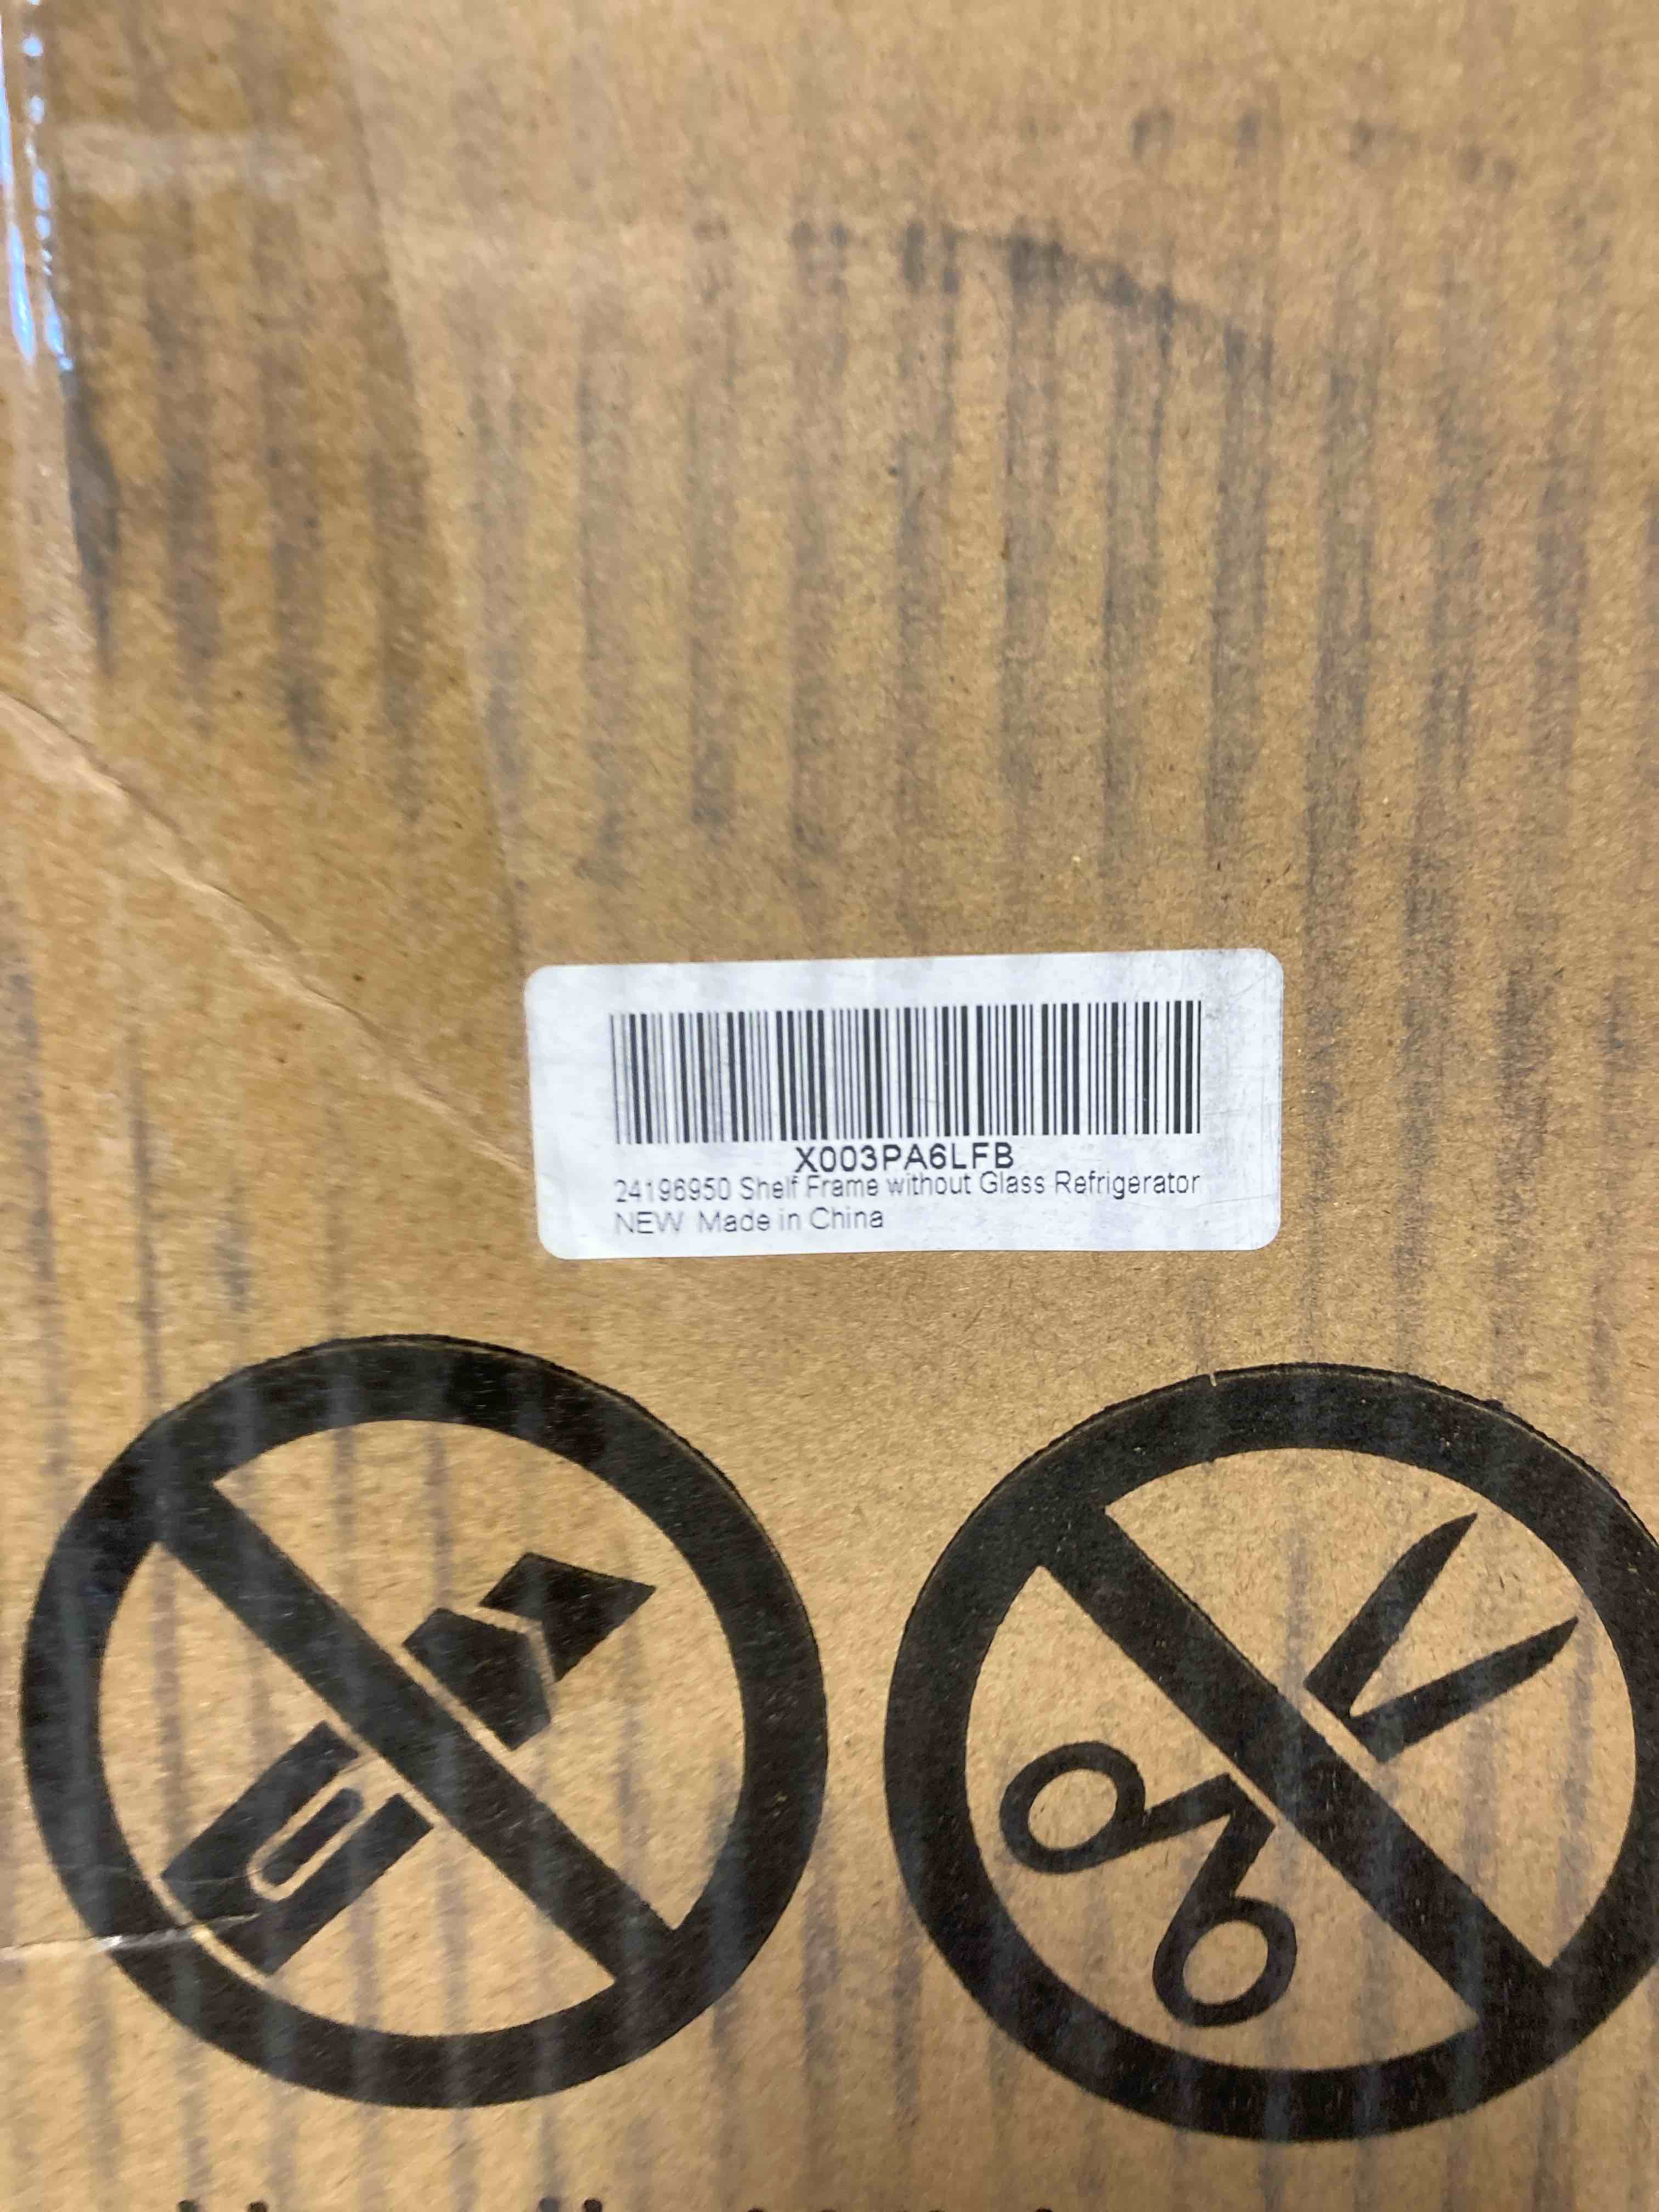 X003PA6LFB
24196950 Shelf Frame without Glass Refrigerator
NEW Made in China